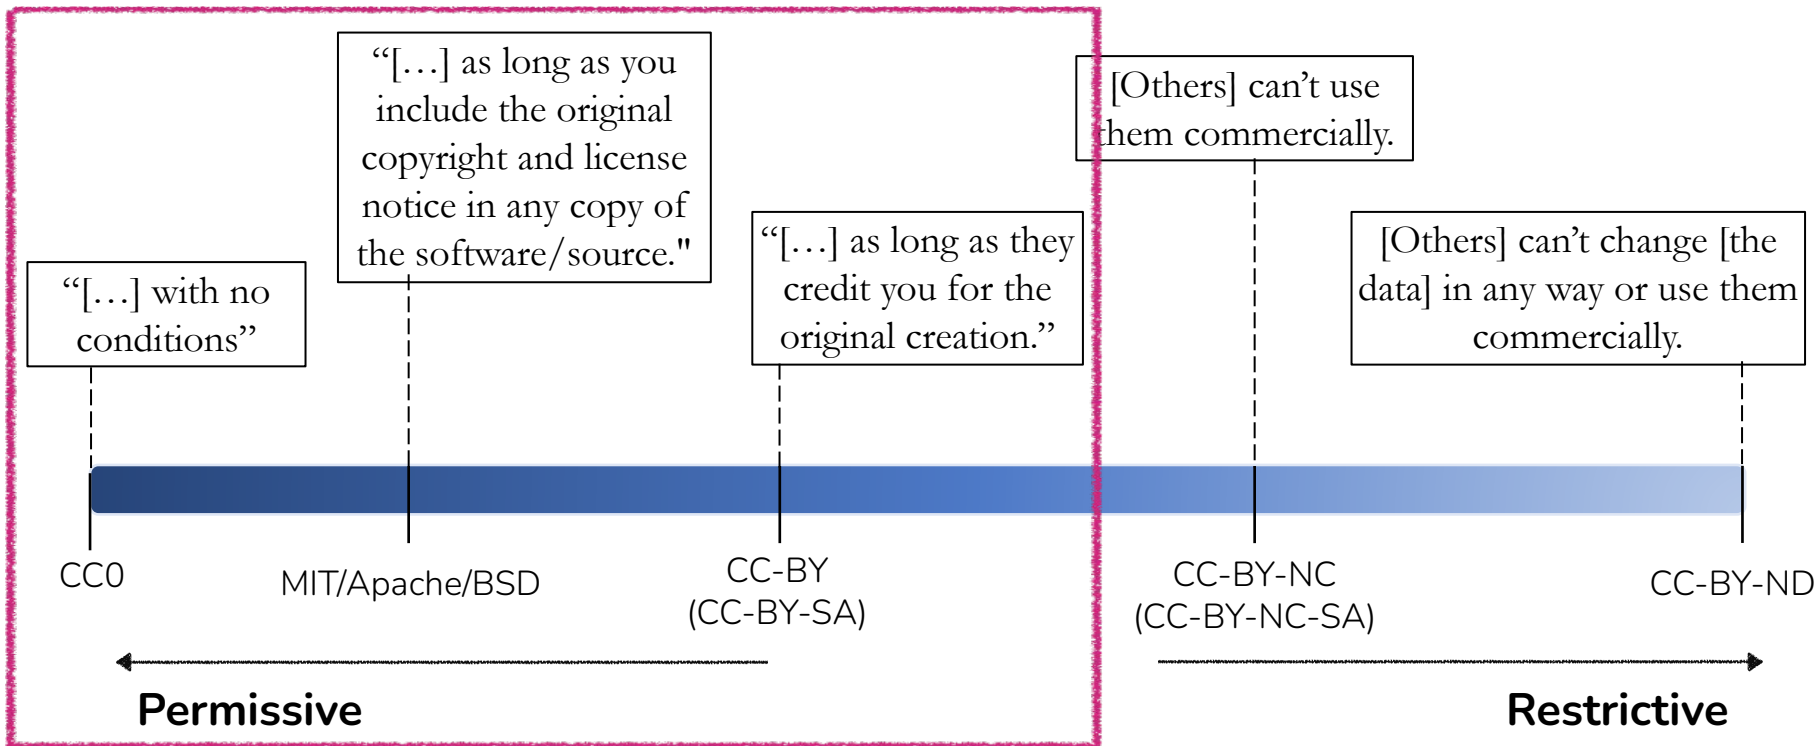 “[…] with no
conditions”
“[…] as long as you
include the original
copyright and license
notice in any copy of
the software/source."
“[…] as long as they
credit you for the
original creation.”
[Others] can’t use
them commercially.
[Others] can’t change [the
data] in any way or use them
commercially.
CC0
MIT/Apache/BSD
CC-BY
(CC-BY-SA)
CC-BY-NC
(CC-BY-NC-SA)
CC-BY-ND
Permissive
Restrictive